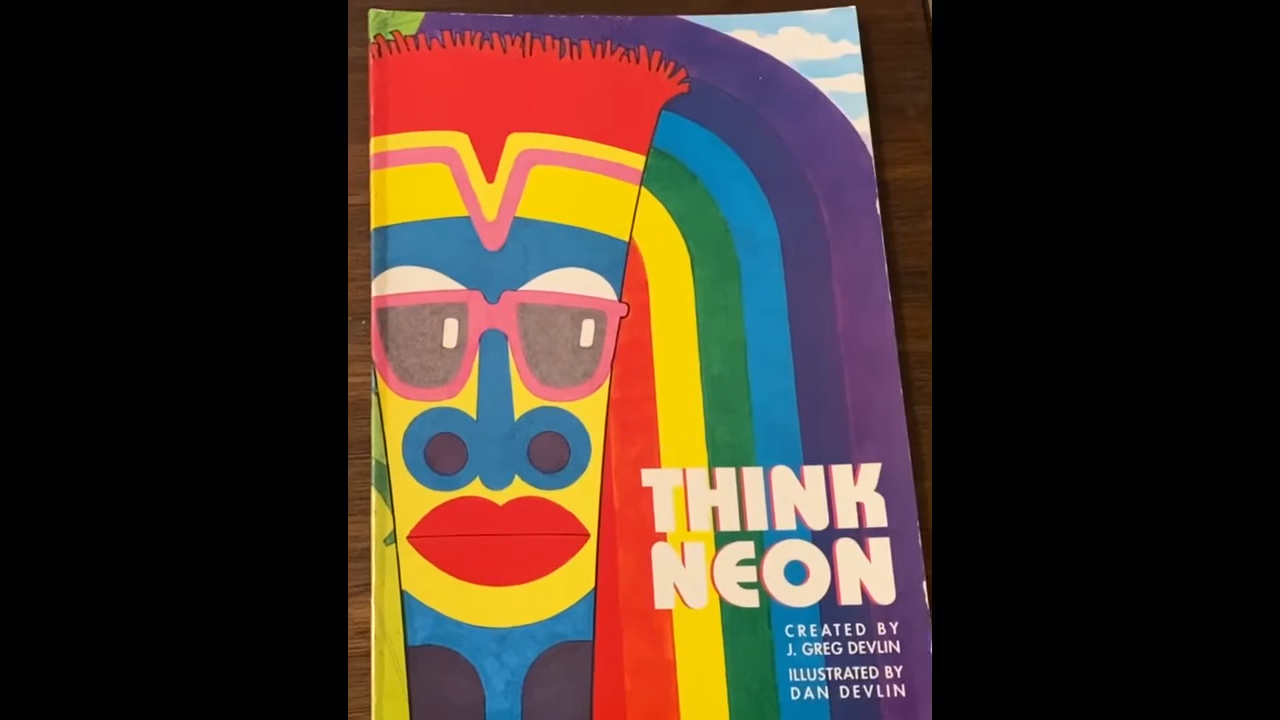 THINK
NEON
CREATED BY
J. GREG DEVLIN
ILLUSTRATED BY
DAN DEVLIN